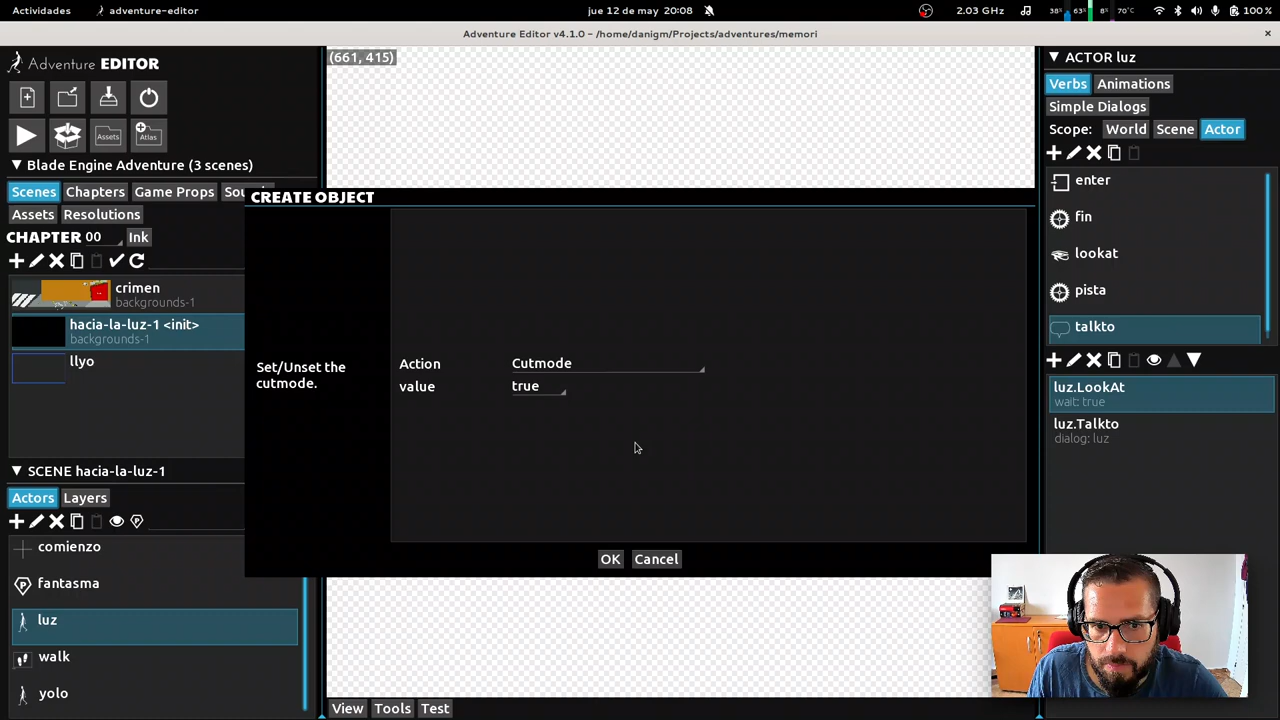 Actividades
adventure-editor
jue 12 de may 20:08
2.03 GHz
38%
63%
8%
70°C
100 %
Adventure Editor v4.1.0 - /home/danigm/Projects/adventures/memori
×
Adventure EDITOR
Assets
Atlas
Blade Engine Adventure (3 scenes)
Scenes
Chapters
Game Props
Assets
Resolutions
CHAPTER 00
Ink
crimen
backgrounds-1
hacia-la-luz-1 <init>
backgrounds-1
llyo
SCENE hacia-la-luz-1
Actors
Layers
comienzo
fantasma
luz
walk
yolo
(661, 415)
CREATE OBJECT
Set/Unset the
cutmode.
Action
Cutmode
value
true
OK
Cancel
View
Tools
Test
ACTOR luz
Verbs
Animations
Simple Dialogs
Scope:
World
Scene
Actor
enter
fin
lookat
pista
talkto
luz.LookAt
wait: true
luz.Talkto
dialog: luz